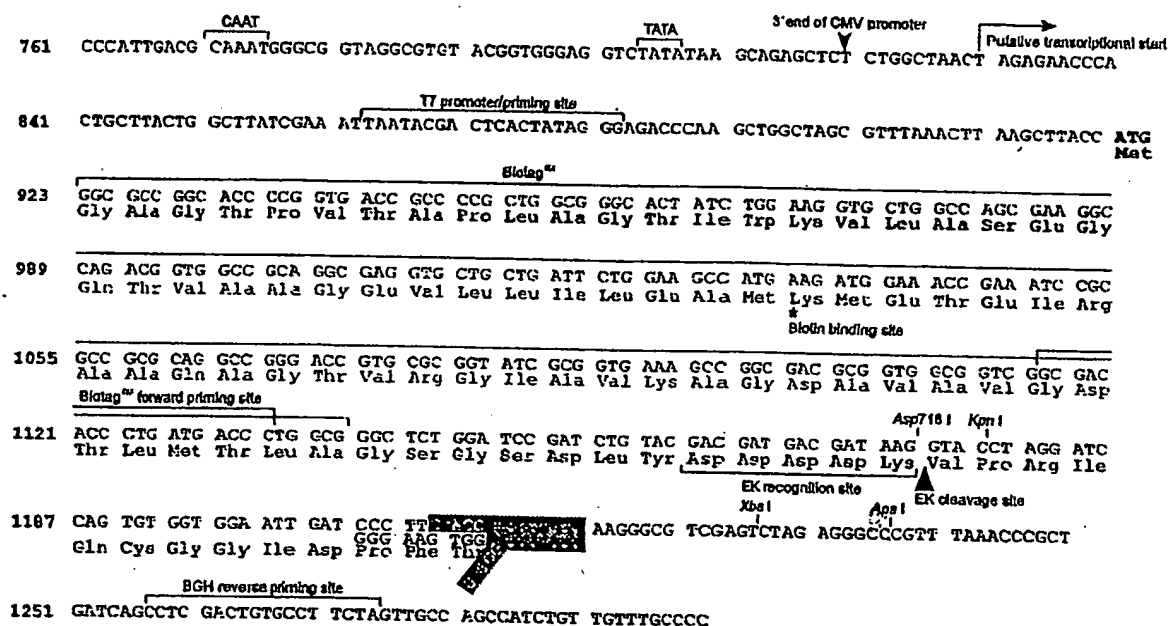 CAAT TATA 3´ end of CMV promoter Putative transcriptional start
761 CCCATTGACG CAAATGGGCG GTAGGCGTGT ACGGTGGGAG GTCTATATAA GCAGAGCTCT CTGGCTAACT AGAGAACCCA
T7 promoter/priming site
841 CTGCTTACTG GCTTATCGAA ATTAATACGA CTCACTATAG GGAGACCCAA GCTGGCTAGC GTTTAAACTT AAGCTTACC ATG
Met
Biotag™
923 GGC GCC GGC ACC CCG GTG ACC GCC CCG CTG GCG GGC ACT ATC TGG AAG GTG CTG GCC AGC GAA GGC
Gly Ala Gly Thr Pro Val Thr Ala Pro Leu Ala Gly Thr Ile Trp Lys Val Leu Ala Ser Glu Gly
989 CAG ACG GTG GCC GCA GGC GAG GTG CTG CTG ATT CTG GAA GCC ATG AAG ATG GAA ACC GAA ATC CGC
Gln Thr Val Ala Ala Gly Glu Val Leu Leu Ile Leu Glu Ala Met Lys Met Glu Thr Glu Ile Arg
*
Biotin binding site
1055 GCC GCG CAG GCC GGG ACC GTG CGC GGT ATC GCG GTG AAA GCC GGC GAC GCG GTG GCG GTC GGC GAC
Ala Ala Gln Ala Gly Thr Val Arg Gly Ile Ala Val Lys Ala Gly Asp Ala Val Ala Val Gly Asp
Biotag™ forward priming site
Asp718 I Kpn I
1121 ACC CTG ATG ACC CTG GCG GGC TCT GGA TCC GAT CTG TAC GAC GAT GAC GAT AAG GTA CCT AGG ATC
Thr Leu Met Thr Leu Ala Gly Ser Gly Ser Asp Leu Tyr Asp Asp Asp Asp Lys Val Pro Arg Ile
EK recognition site EK cleavage site
Xba I Apa I
1187 CAG TGT GGT GGA ATT GAT CCC TT AAGGGCG TCGAGTCTAG AGGGCCCGTT TAAACCCGCT
GGG AAG TGG
Gln Cys Gly Gly Ile Asp Pro Phe Thr
BGH reverse priming site
1251 GATCAGCCTC GACTGTGCCT TCTAGTTGCC AGCCATCTGT TGTTTGCCCC